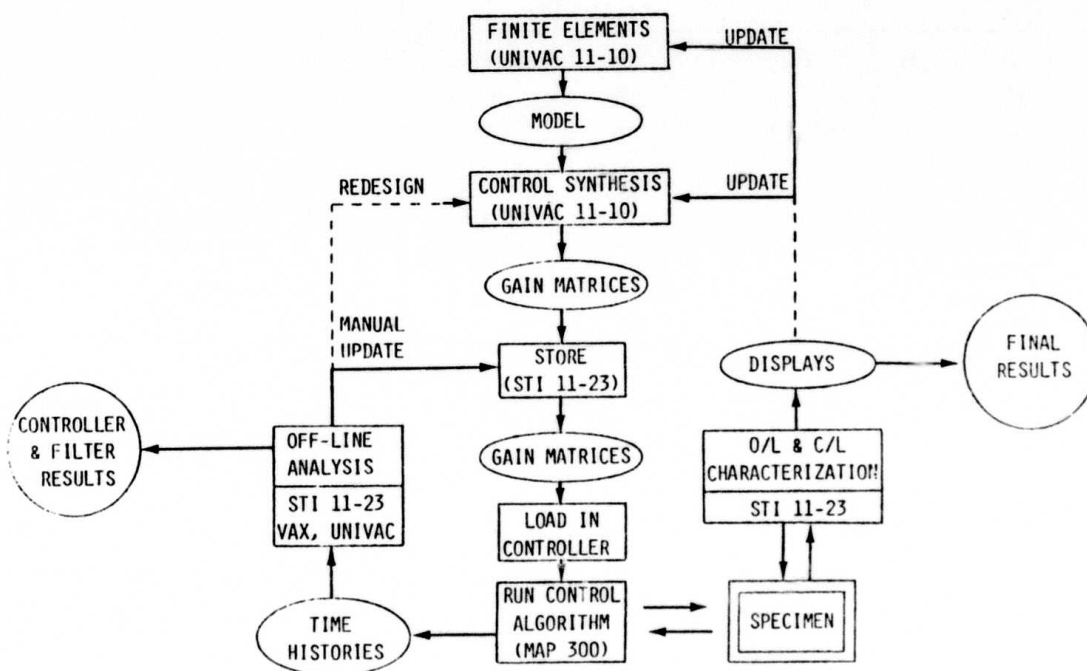 FINITE ELEMENTS
(UNIVAC 11-10)
UPDATE
MODEL
REDESIGN
CONTROL SYNTHESIS
(UNIVAC 11-10)
UPDATE
GAIN MATRICES
MANUAL
UPDATE
STORE
(STI 11-23)
DISPLAYS
FINAL
RESULTS
CONTROLLER
& FILTER
RESULTS
OFF-LINE
ANALYSIS
STI 11-23
VAX, UNIVAC
GAIN MATRICES
O/L & C/L
CHARACTERIZATION
STI 11-23
LOAD IN
CONTROLLER
TIME
HISTORIES
RUN CONTROL
ALGORITHM
(MAP 300)
SPECIMEN